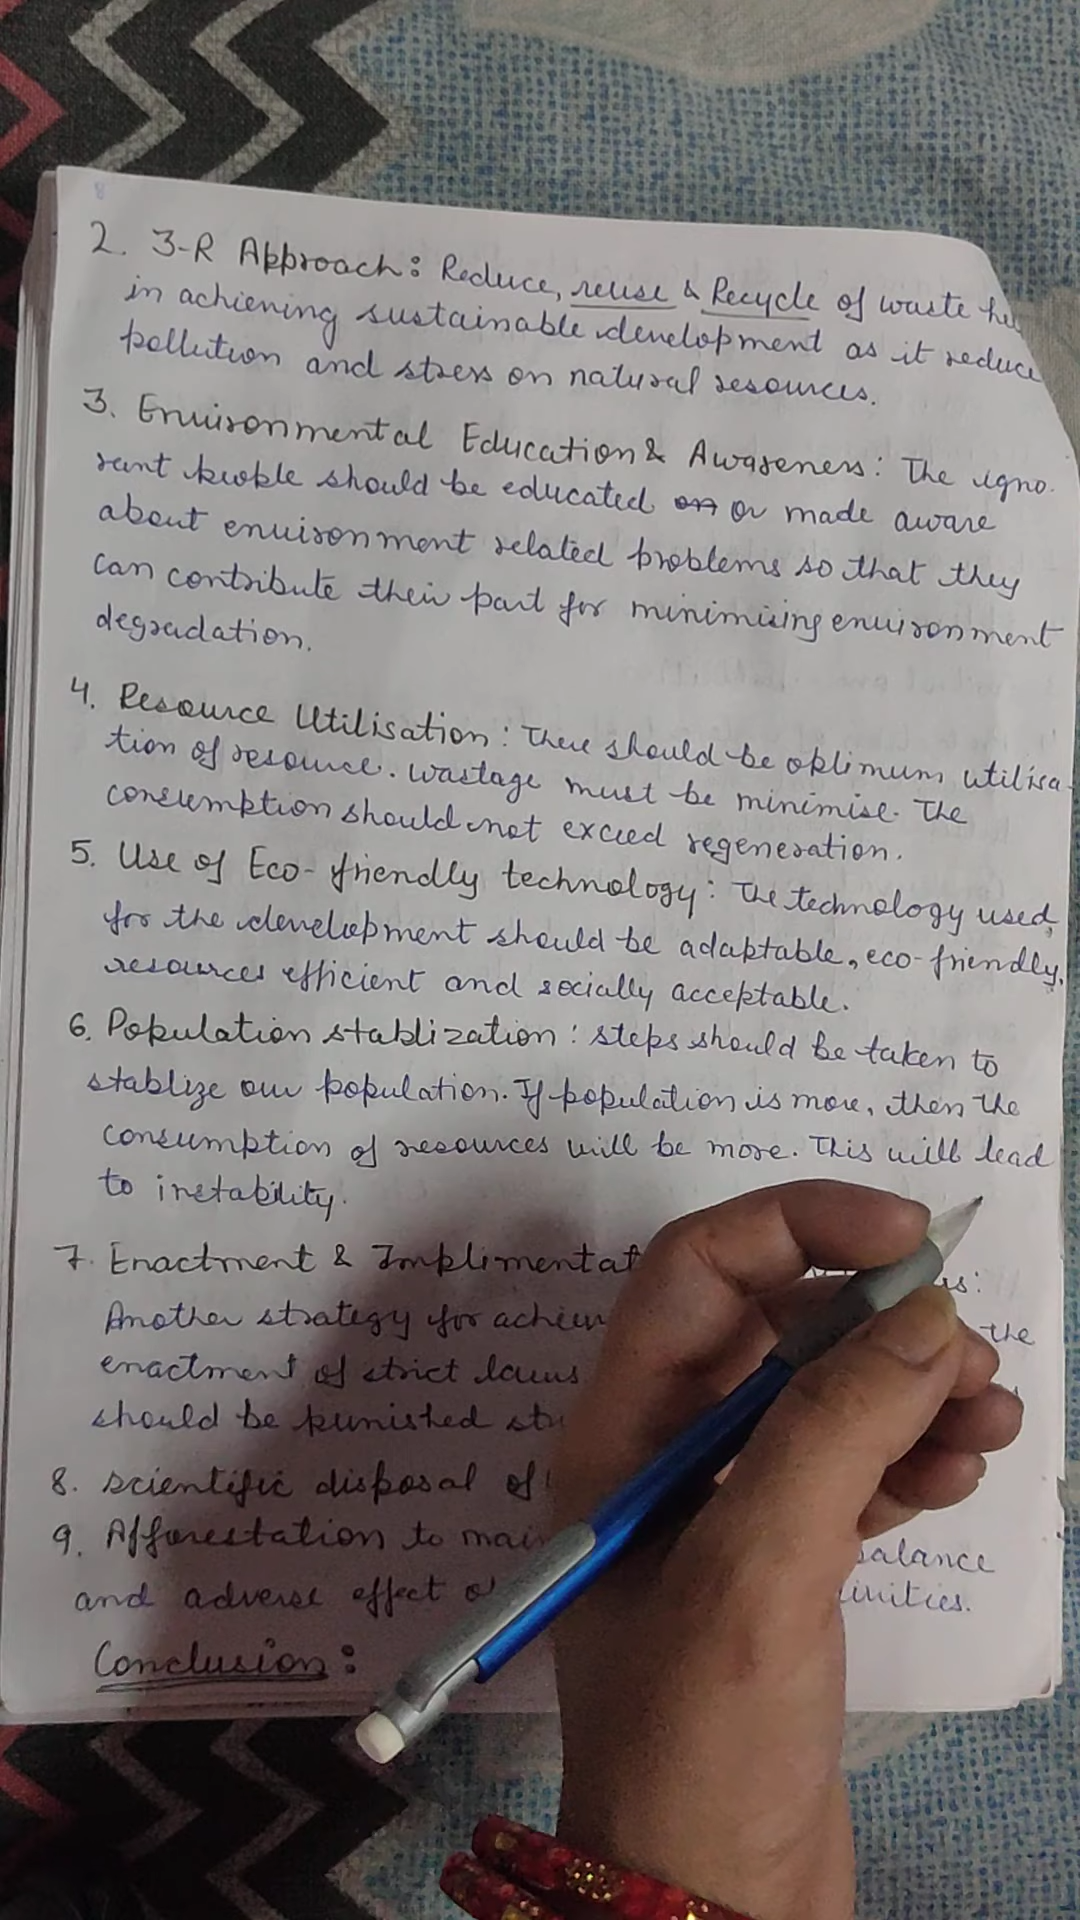 8
2. 3-R Approach: Reduce, reuse & Recycle of waste
in achieving sustainable development as it reduce
pollution and stress on natural resources.
3. Environmental Education & Awareness: The igno-
rant people should be educated or made aware
about environment related problems so that they
can contribute their part for minimising environment
degradation.
4. Resource Utilisation: There should be optimum utilisa-
tion of resource. wastage must be minimise. The
consumption should not exceed regeneration.
5. Use of Eco-friendly technology: The technology used
for the development should be adaptable, eco-friendly,
resources efficient and socially acceptable.
6. Population stablization: steps should be taken to
stablize our population. If population is more, then the
consumption of resources will be more. This will lead
to instability.
7. Enactment &
Another strategy for the
enactment of strict laws
should be punished
8. scientific disposal of
9. Afforestation to balance
and adverse effect
Conclusion: